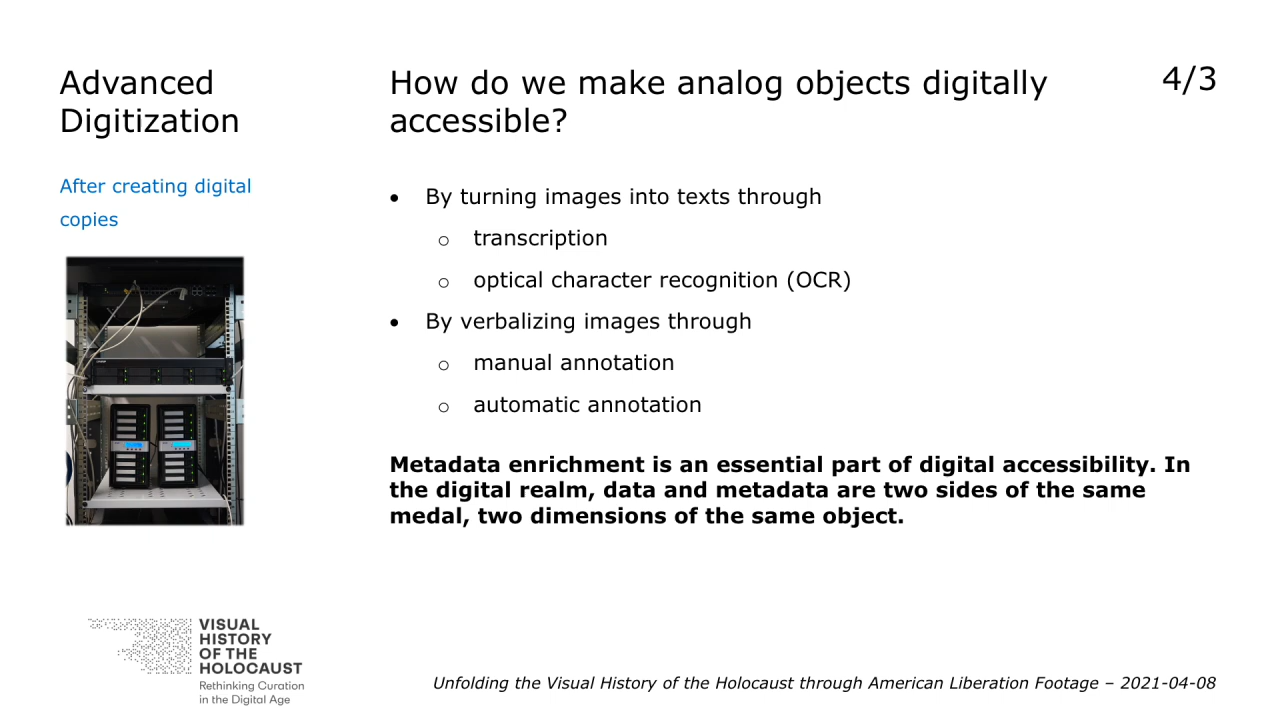 Advanced
Digitization
After creating digital
copies
How do we make analog objects digitally
accessible?
4/3
• By turning images into texts through
o transcription
o optical character recognition (OCR)
• By verbalizing images through
o manual annotation
o automatic annotation
Metadata enrichment is an essential part of digital accessibility. In
the digital realm, data and metadata are two sides of the same
medal, two dimensions of the same object.
VISUAL
HISTORY
OF THE
HOLOCAUST
Rethinking Curation
in the Digital Age
Unfolding the Visual History of the Holocaust through American Liberation Footage – 2021-04-08